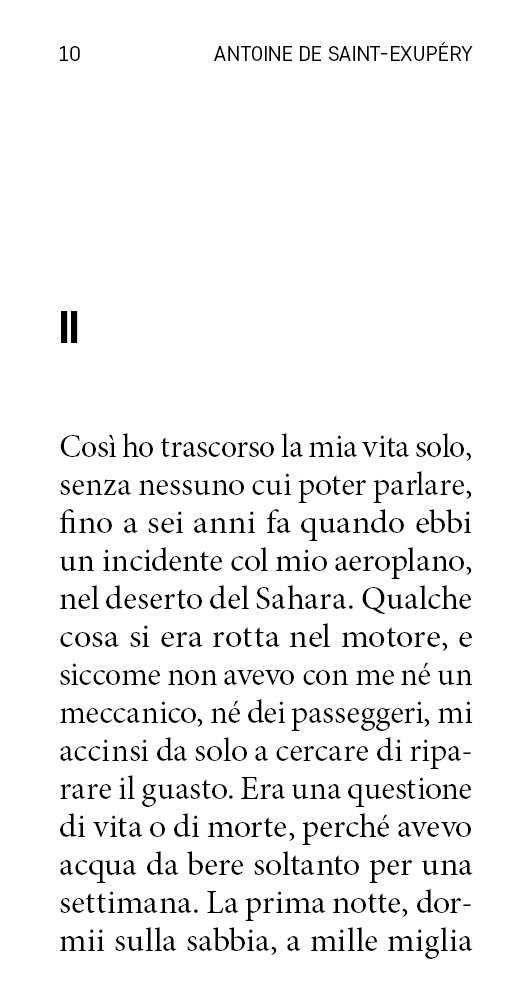 10 ANTOINE DE SAINT-EXUPÉRY
II
Così ho trascorso la mia vita solo,
senza nessuno cui poter parlare,
fino a sei anni fa quando ebbi
un incidente col mio aeroplano,
nel deserto del Sahara. Qualche
cosa si era rotta nel motore, e
siccome non avevo con me né un
meccanico, né dei passeggeri, mi
accinsi da solo a cercare di ripa-
rare il guasto. Era una questione
di vita o di morte, perché avevo
acqua da bere soltanto per una
settimana. La prima notte, dor-
mii sulla sabbia, a mille miglia